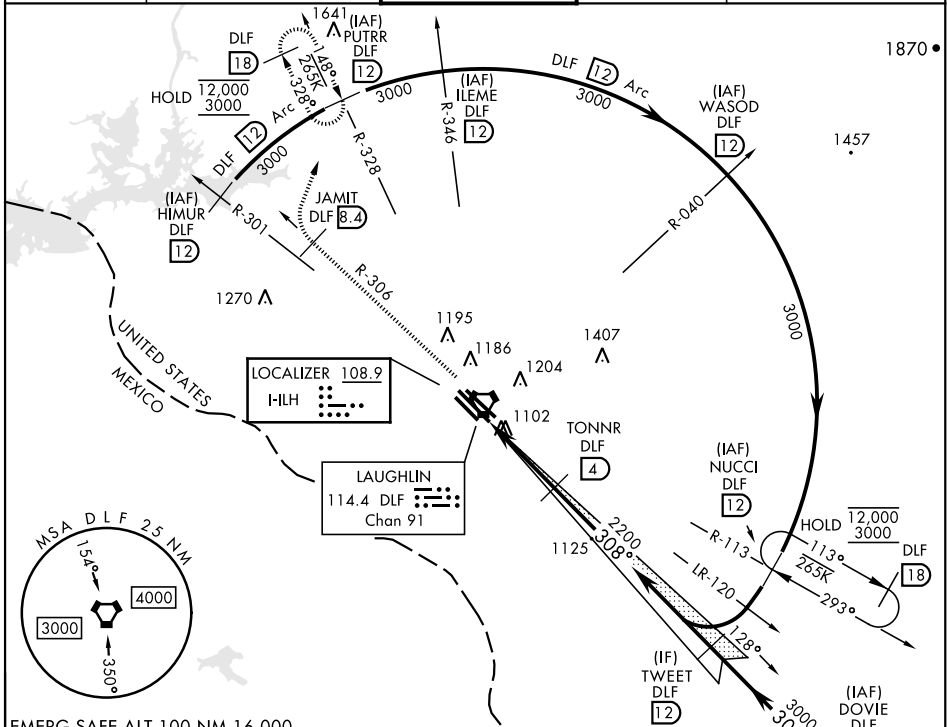 1641
(IAF)
PUTRR
DLF
12
DLF
18
HOLD 12,000
3000
148°
265K
328°
3000
DLF 12 Arc
3000
R-328
(IAF)
ILEME
DLF
12
R-346
DLF 12 Arc
3000
1870
(IAF)
WASOD
DLF
12
1457
R-040
(IAF)
HIMUR
DLF
12
R-301
JAMIT
DLF 8.4
R-306
1270
1195
1186
1407
1204
1102
3000
UNITED STATES
MEXICO
LOCALIZER 108.9
I-ILH
LAUGHLIN
114.4 DLF
Chan 91
TONNR
DLF
4
(IAF)
NUCCI
DLF
12
HOLD 12,000
3000
DLF
18
R-113
113°
265K
293°
LR-120
2200
308°
1125
128°
(IF)
TWEET
DLF
12
3000
30
(IAF)
DOVIE
DLF
MSA DLF 25 NM
154°
4000
3000
350°
EMERG SAFE ALT 100 NM 16,000